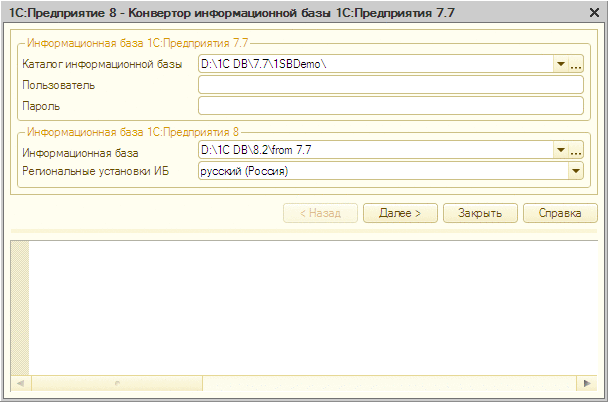 1С:Предприятие 8 - Конвертор информационной базы 1С:Предприятия 7.7
Информационная база 1С:Предприятия 7.7
Каталог информационной базы D:\1C DB\7.7\1SBDemo\ ...
Пользователь
Пароль
Информационная база 1С:Предприятия 8
Информационная база D:\1C DB\8.2\from 7.7 ...
Региональные установки ИБ русский (Россия)
< Назад Далее > Закрыть Справка